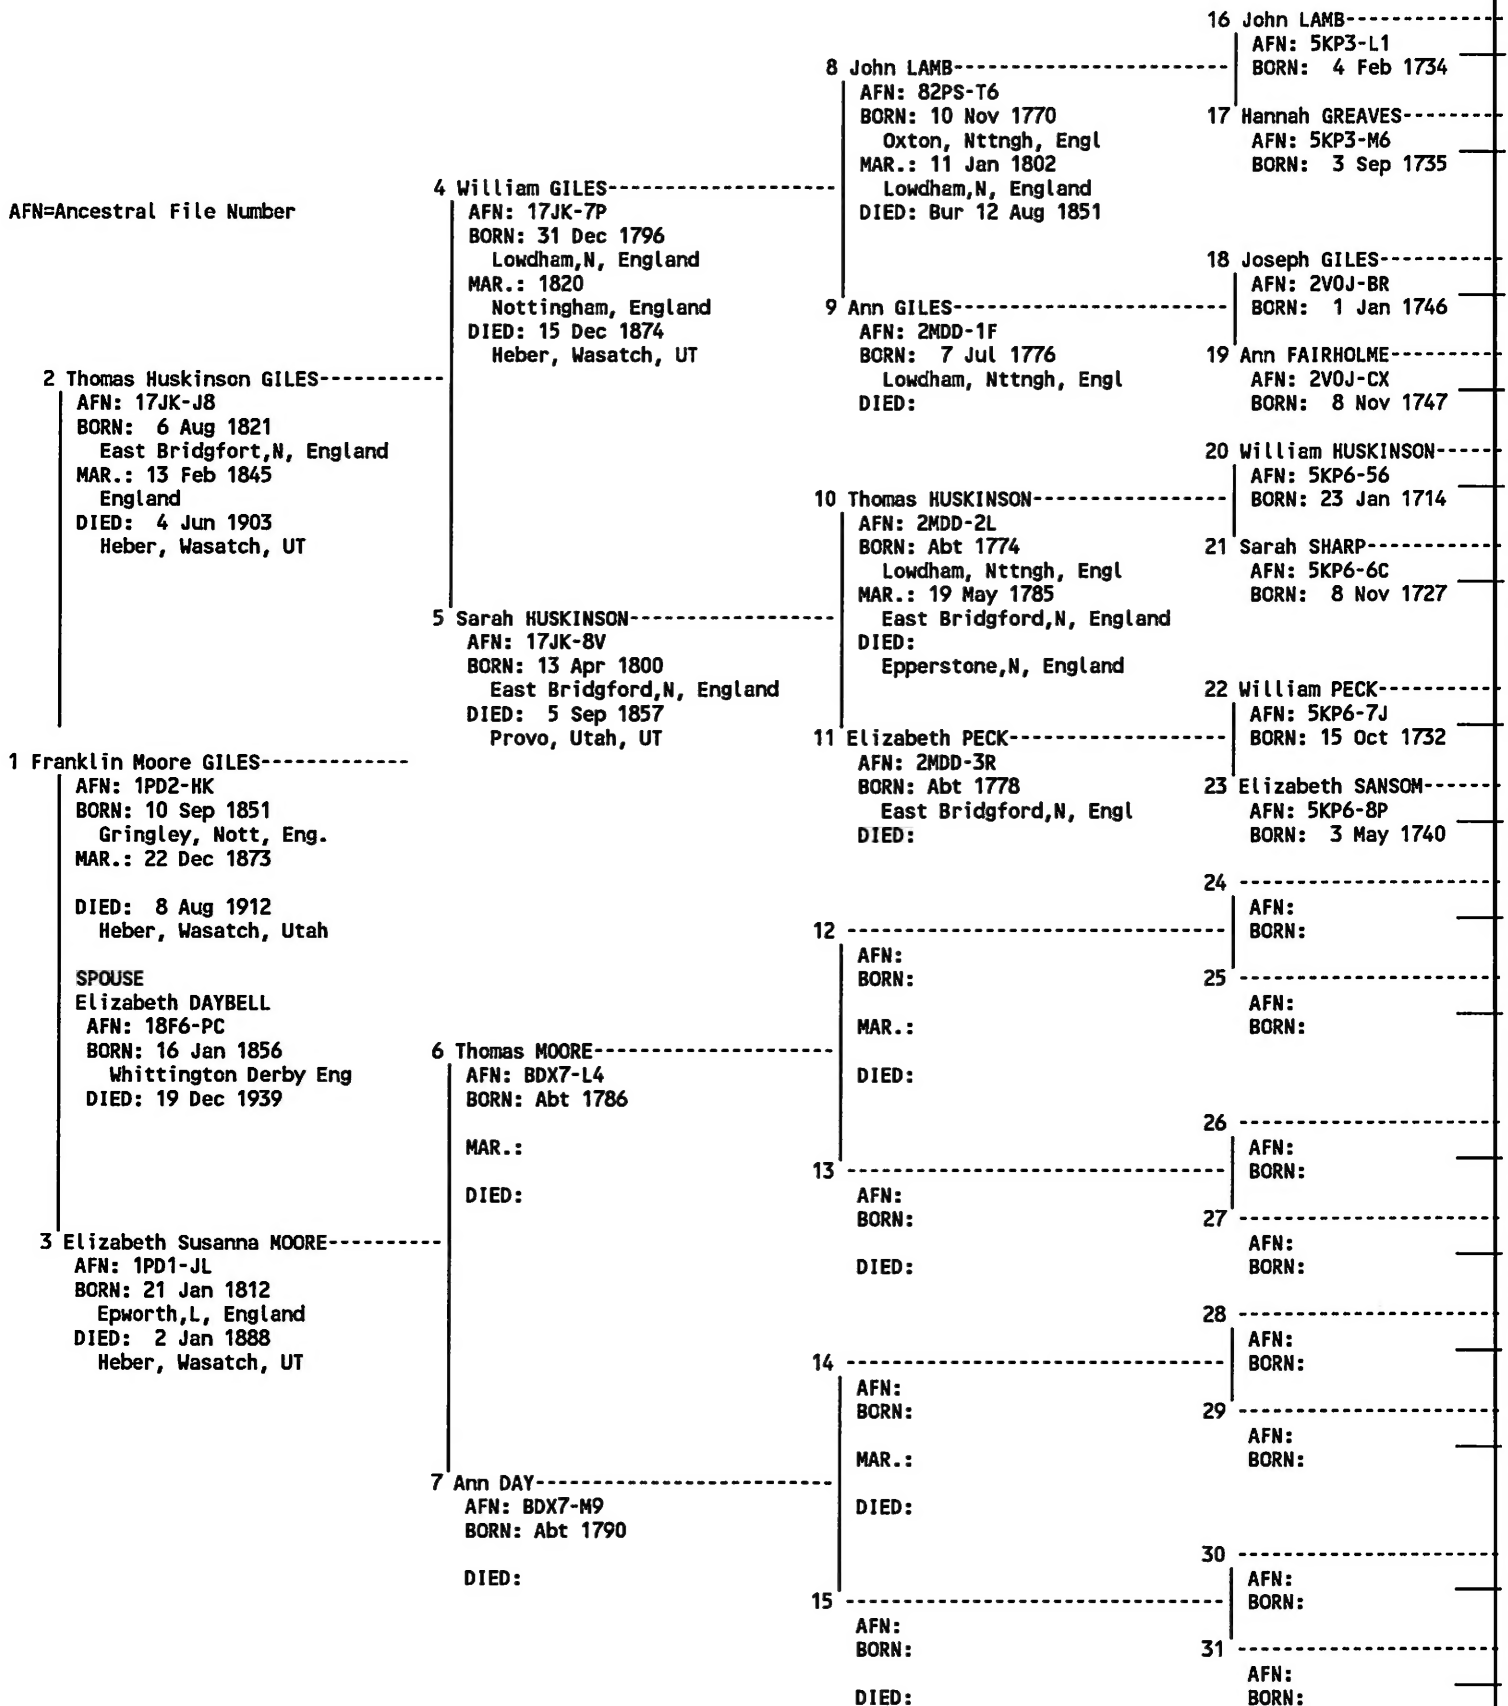 AFN=Ancestral File Number
1 Franklin Moore GILES-------------
AFN: 1PD2-HK
BORN: 10 Sep 1851
Gringley, Nott, Eng.
MAR.: 22 Dec 1873
DIED: 8 Aug 1912
Heber, Wasatch, Utah
SPOUSE
Elizabeth DAYBELL
AFN: 18F6-PC
BORN: 16 Jan 1856
Whittington Derby Eng
DIED: 19 Dec 1939
2 Thomas Huskinson GILES-----------
AFN: 17JK-J8
BORN: 6 Aug 1821
East Bridgfort,N, England
MAR.: 13 Feb 1845
England
DIED: 4 Jun 1903
Heber, Wasatch, UT
3 Elizabeth Susanna MOORE----------
AFN: 1PD1-JL
BORN: 21 Jan 1812
Epworth,L, England
DIED: 2 Jan 1888
Heber, Wasatch, UT
4 William GILES--------------------
AFN: 17JK-7P
BORN: 31 Dec 1796
Lowdham,N, England
MAR.: 1820
Nottingham, England
DIED: 15 Dec 1874
Heber, Wasatch, UT
5 Sarah HUSKINSON------------------
AFN: 17JK-8V
BORN: 13 Apr 1800
East Bridgford,N, England
DIED: 5 Sep 1857
Provo, Utah, UT
6 Thomas MOORE---------------------
AFN: BDX7-L4
BORN: Abt 1786
MAR.:
DIED:
7 Ann DAY--------------------------
AFN: BDX7-M9
BORN: Abt 1790
DIED:
8 John LAMB------------------------
AFN: 82PS-T6
BORN: 10 Nov 1770
Oxton, Nttngh, Engl
MAR.: 11 Jan 1802
Lowdham,N, England
DIED: Bur 12 Aug 1851
9 Ann GILES------------------------
AFN: 2MDD-1F
BORN: 7 Jul 1776
Lowdham, Nttngh, Engl
DIED:
10 Thomas HUSKINSON-----------------
AFN: 2MDD-2L
BORN: Abt 1774
Lowdham, Nttngh, Engl
MAR.: 19 May 1785
East Bridgford,N, England
DIED:
Epperstone,N, England
11 Elizabeth PECK-------------------
AFN: 2MDD-3R
BORN: Abt 1778
East Bridgford,N, Engl
DIED:
12 ---------------------------------
AFN:
BORN:
MAR.:
DIED:
13 ---------------------------------
AFN:
BORN:
DIED:
14 ---------------------------------
AFN:
BORN:
MAR.:
DIED:
15 ---------------------------------
AFN:
BORN:
DIED:
16 John LAMB--------------
AFN: 5KP3-L1
BORN: 4 Feb 1734
17 Hannah GREAVES---------
AFN: 5KP3-M6
BORN: 3 Sep 1735
18 Joseph GILES-----------
AFN: 2V0J-BR
BORN: 1 Jan 1746
19 Ann FAIRHOLME----------
AFN: 2V0J-CX
BORN: 8 Nov 1747
20 William HUSKINSON------
AFN: 5KP6-56
BORN: 23 Jan 1714
21 Sarah SHARP------------
AFN: 5KP6-6C
BORN: 8 Nov 1727
22 William PECK-----------
AFN: 5KP6-7J
BORN: 15 Oct 1732
23 Elizabeth SANSOM-------
AFN: 5KP6-8P
BORN: 3 May 1740
24 -----------------------
AFN:
BORN:
25 -----------------------
AFN:
BORN:
26 -----------------------
AFN:
BORN:
27 -----------------------
AFN:
BORN:
28 -----------------------
AFN:
BORN:
29 -----------------------
AFN:
BORN:
30 -----------------------
AFN:
BORN:
31 -----------------------
AFN:
BORN: